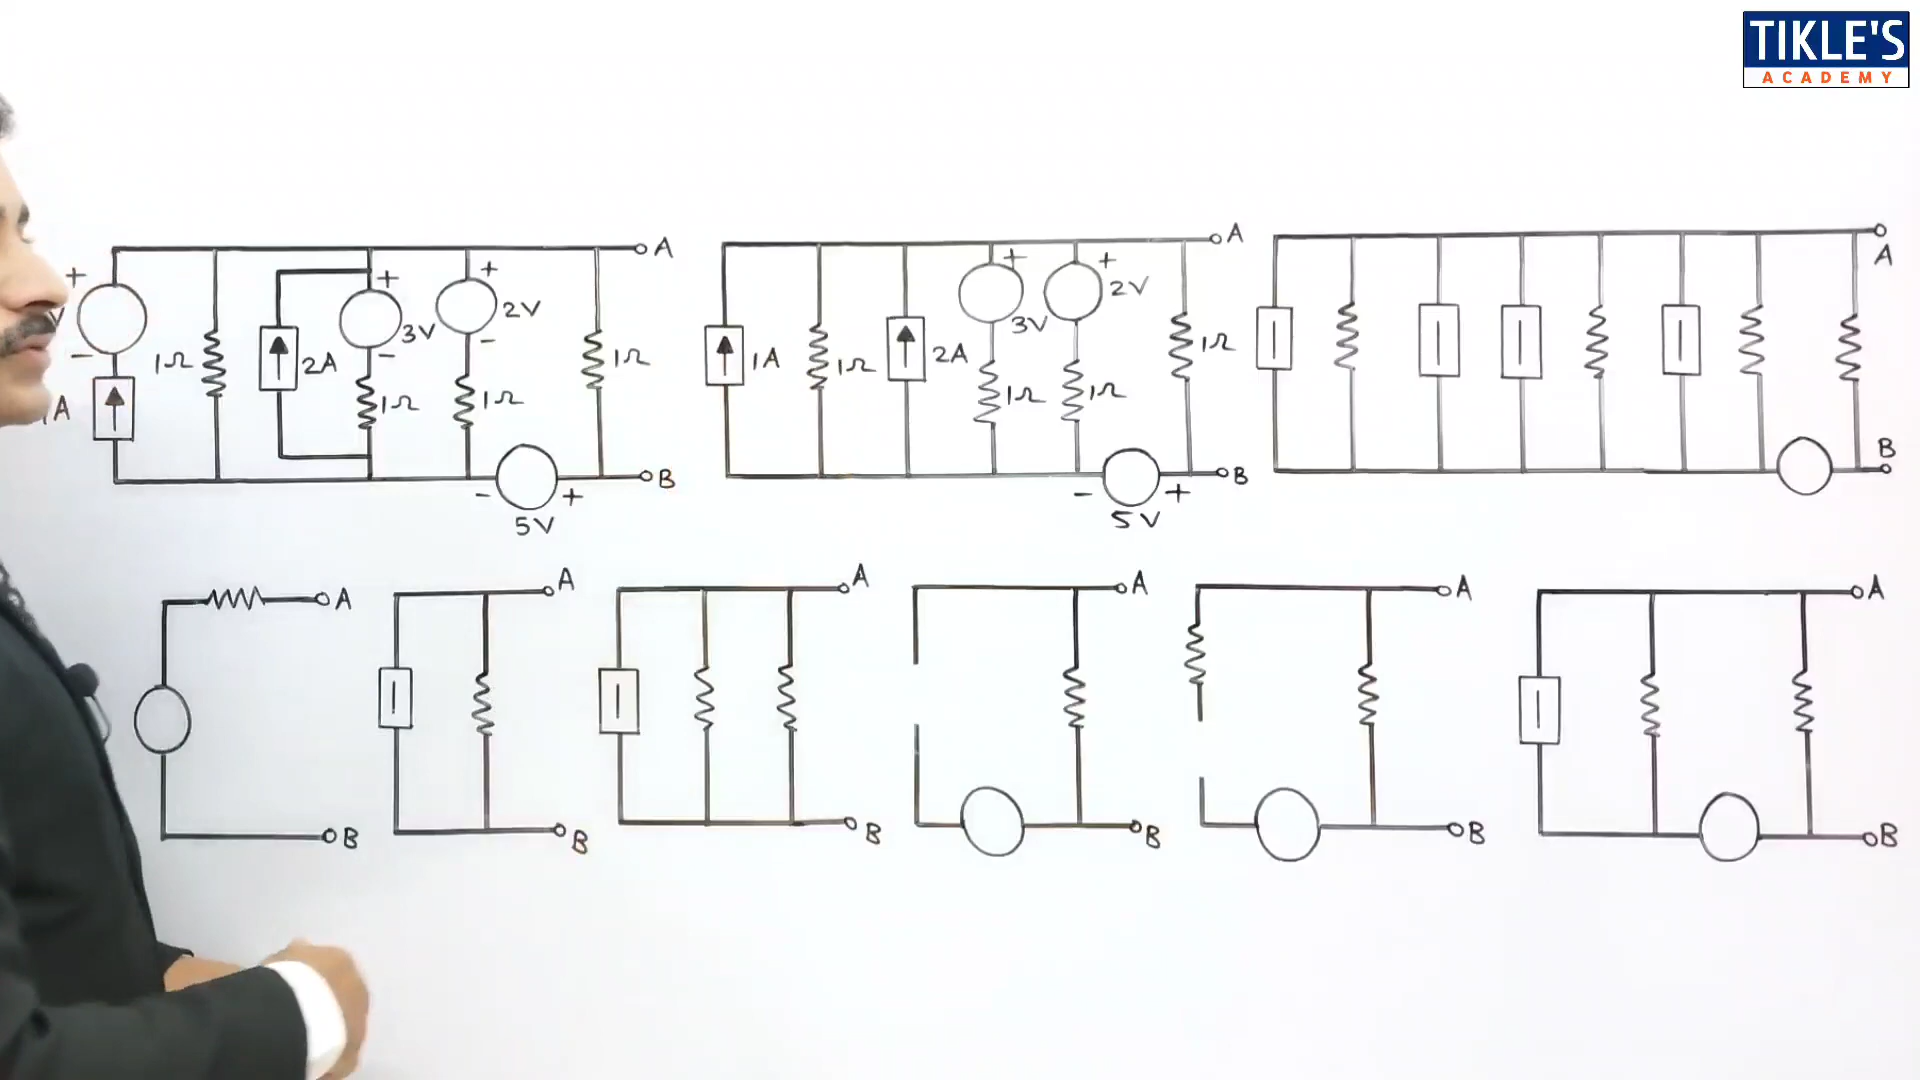 TIKLE'S
ACADEMY
+ A
+ + 2V
1Ω 2A 3V 1Ω
- - -
A 1Ω 1Ω
- +
5V
B
A
+ + 2V
1A 1Ω 2A 3V 1Ω
1Ω 1Ω
- +
5V
B
A
B
A
B
A
B
A
B
A
B
A
B
A
B